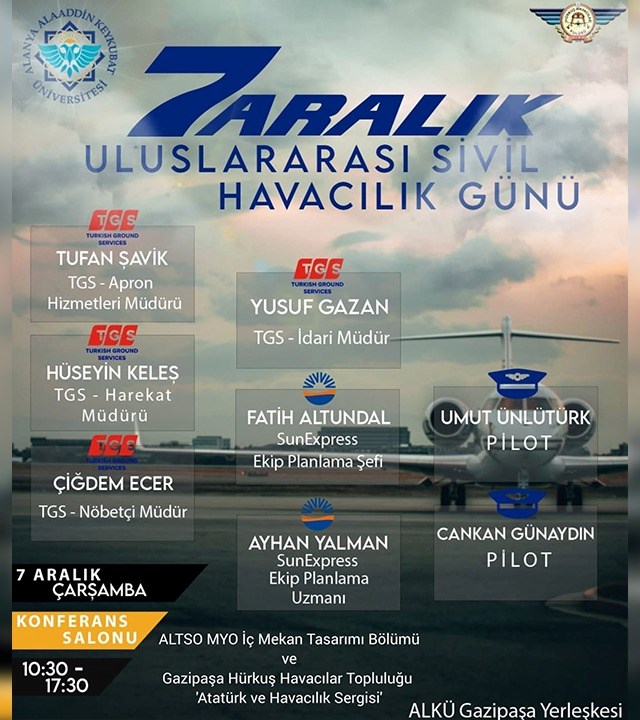 ALANYA ALAADDİN KEYKUBAT
ÜNİVERSİTESİ
7 ARALIK
ULUSLARARASI SİVİL
HAVACILIK GÜNÜ
TGS
TURKISH GROUND
SERVICES
TUFAN ŞAVİK
TGS - Apron
Hizmetleri Müdürü
TGS
TURKISH GROUND
SERVICES
HÜSEYİN KELEŞ
TGS - Harekat
Müdürü
TGS
TURKISH GROUND
SERVICES
ÇİĞDEM ECER
TGS - Nöbetçi Müdür
TGS
TURKISH GROUND
SERVICES
YUSUF GAZAN
TGS - İdari Müdür
FATİH ALTUNDAL
SunExpress
Ekip Planlama Şefi
AYHAN YALMAN
SunExpress
Ekip Planlama
Uzmanı
UMUT ÜNLÜTÜRK
PİLOT
CANKAN GÜNAYDIN
PİLOT
7 ARALIK
ÇARŞAMBA
KONFERANS
SALONU
10:30 -
17:30
ALTSO MYO İç Mekan Tasarımı Bölümü
ve
Gazipaşa Hürkuş Havacılar Topluluğu
'Atatürk ve Havacılık Sergisi'
ALKÜ Gazipaşa Yerleşkesi